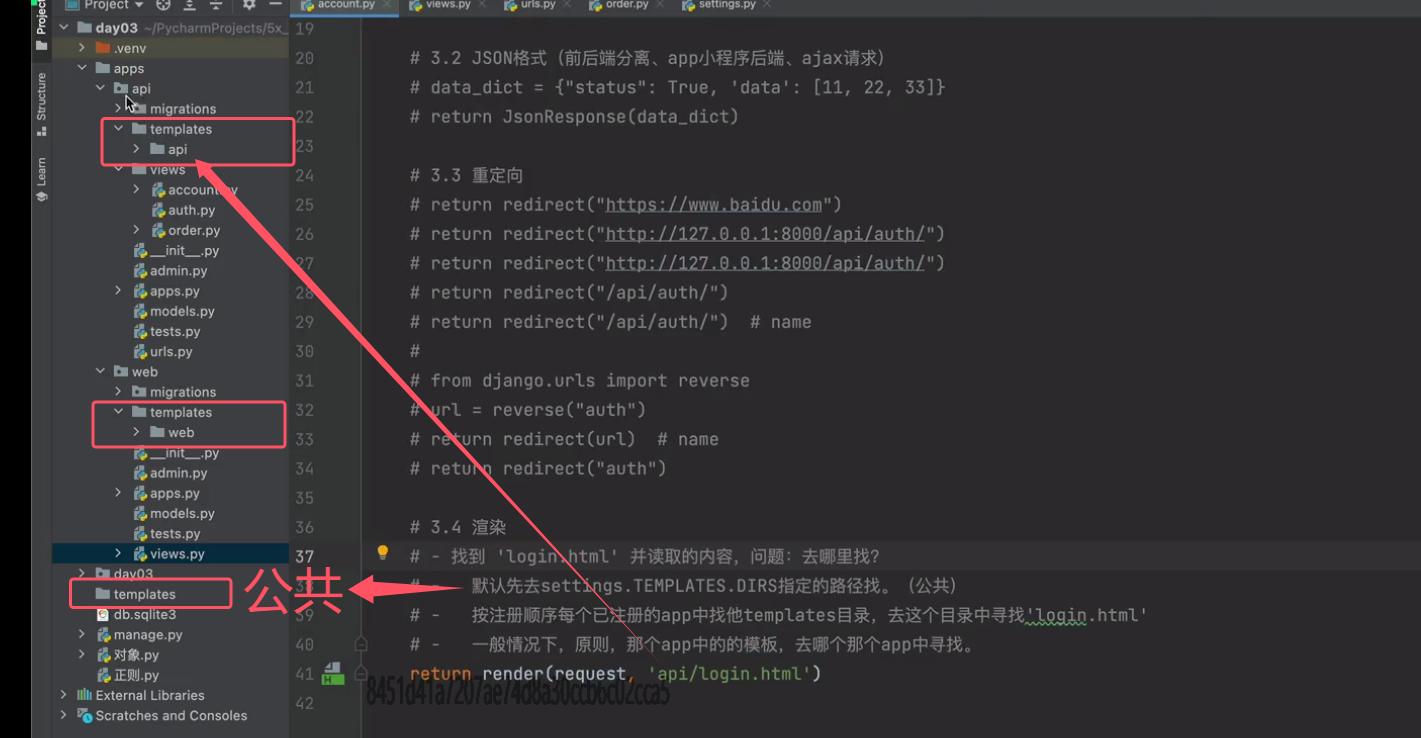 Project
account.py
views.py
urls.py
order.py
settings.py
Project
Structure
Learn
day03 ~/PycharmProjects/5x_
.venv
apps
api
migrations
templates
api
views
account.py
auth.py
order.py
__init__.py
admin.py
apps.py
models.py
tests.py
urls.py
web
migrations
templates
web
__init__.py
admin.py
apps.py
models.py
tests.py
views.py
day03
templates
db.sqlite3
manage.py
对象.py
正则.py
External Libraries
Scratches and Consoles
公共
19
20 # 3.2 JSON格式（前后端分离、app小程序后端、ajax请求）
21 # data_dict = {"status": True, 'data': [11, 22, 33]}
22 # return JsonResponse(data_dict)
23
24 # 3.3 重定向
25 # return redirect("https://www.baidu.com")
26 # return redirect("http://127.0.0.1:8000/api/auth/")
27 # return redirect("http://127.0.0.1:8000/api/auth/")
28 # return redirect("/api/auth/")
29 # return redirect("/api/auth/")  # name
30 #
31 # from django.urls import reverse
32 # url = reverse("auth")
33 # return redirect(url)  # name
34 # return redirect("auth")
35
36 # 3.4 渲染
37 # - 找到 'login.html' 并读取的内容，问题：去哪里找？
38 # -   默认先去settings.TEMPLATES.DIRS指定的路径找。（公共）
39 # -   按注册顺序每个已注册的app中找他templates目录，去这个目录中寻找'login.html'
40 # -   一般情况下，原则，那个app中的的模板，去哪个那个app中寻找。
41 return render(request, 'api/login.html')
42
8451d41a7207ae74d8a30ccb6c02cca5